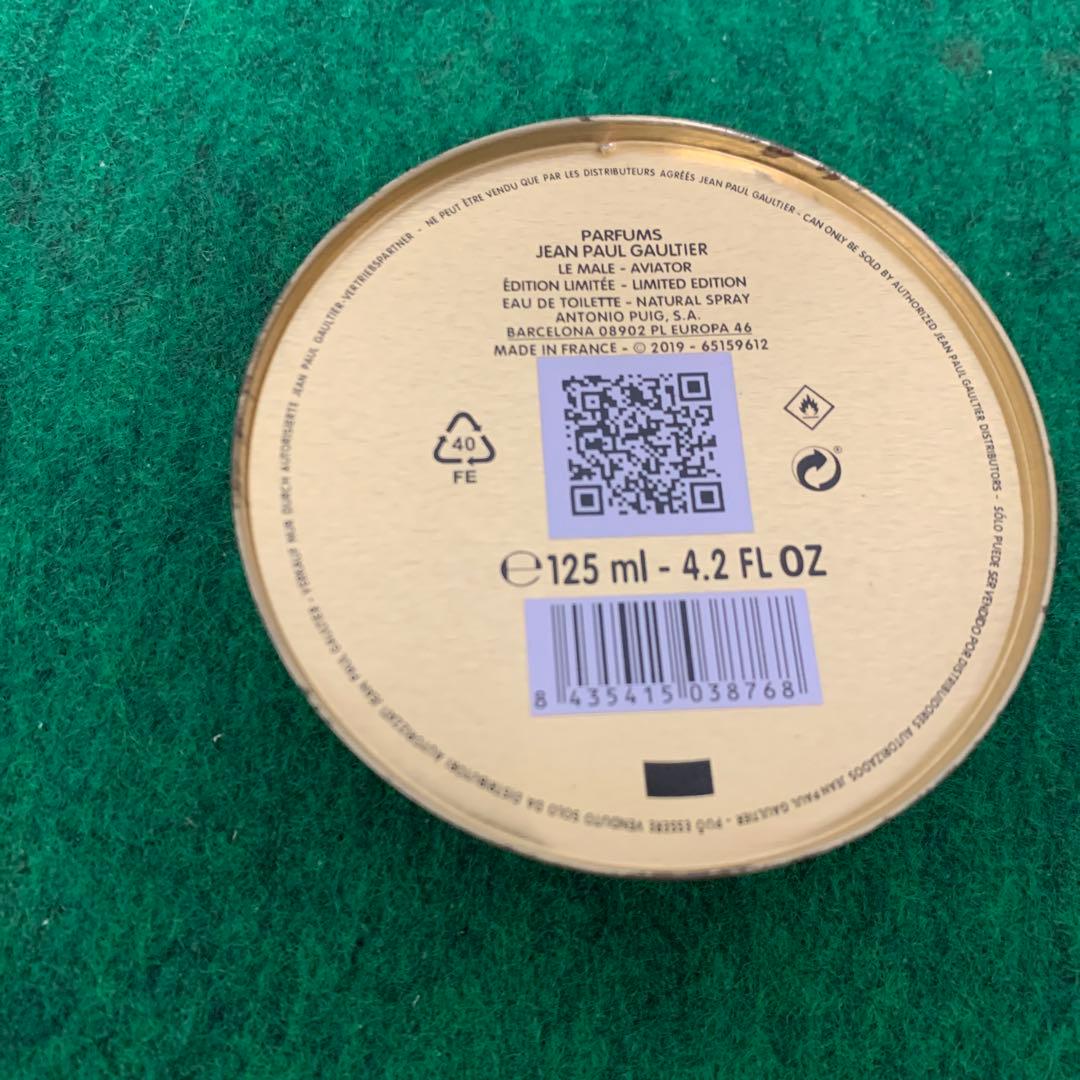 PARFUMS
JEAN PAUL GAULTIER
LE MALE - AVIATOR
ÉDITION LIMITÉE - LIMITED EDITION
EAU DE TOILETTE - NATURAL SPRAY
ANTONIO PUIG, S.A.
BARCELONA 08902 PL EUROPA 46
MADE IN FRANCE - © 2019 - 65159612
40
FE
®
℮ 125 ml - 4.2 FL OZ
8 435415 038768
NE PEUT ÊTRE VENDU QUE PAR LES DISTRIBUTEURS AGRÉÉS JEAN PAUL GAULTIER - CAN ONLY BE SOLD BY AUTHORIZED JEAN PAUL GAULTIER DISTRIBUTORS - SÓLO PUEDE SER VENDIDO POR DISTRIBUIDORES AUTORIZADOS JEAN PAUL GAULTIER - PUÒ ESSERE VENDUTO SOLO DA DISTRIBUTORI AUTORIZZATI JEAN PAUL GAULTIER - VERKAUF NUR DURCH AUTORISIERTE JEAN PAUL GAULTIER-VERTRIEBSPARTNER -